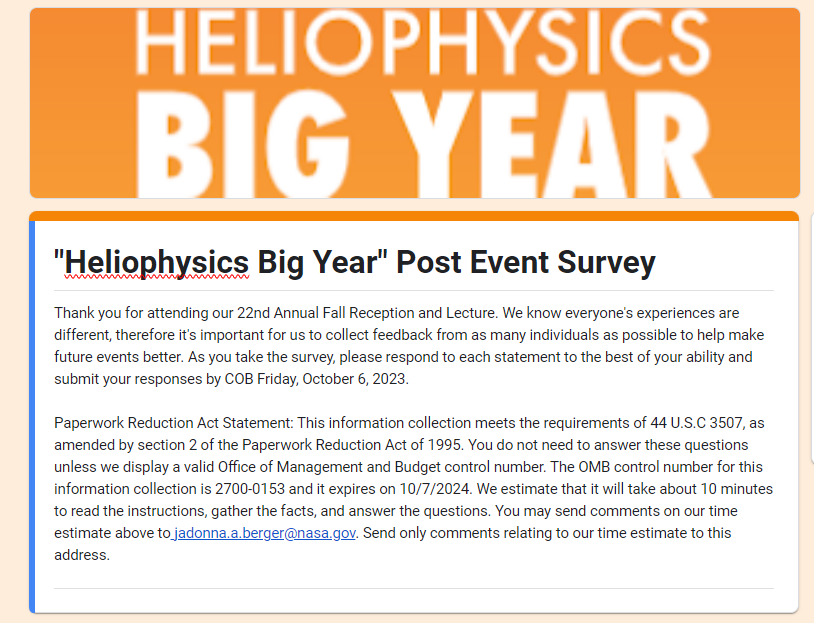 HELIOPHYSICS
BIG YEAR
"Heliophysics Big Year" Post Event Survey
Thank you for attending our 22nd Annual Fall Reception and Lecture. We know everyone's experiences are
different, therefore it's important for us to collect feedback from as many individuals as possible to help make
future events better. As you take the survey, please respond to each statement to the best of your ability and
submit your responses by COB Friday, October 6, 2023.
Paperwork Reduction Act Statement: This information collection meets the requirements of 44 U.S.C 3507, as
amended by section 2 of the Paperwork Reduction Act of 1995. You do not need to answer these questions
unless we display a valid Office of Management and Budget control number. The OMB control number for this
information collection is 2700-0153 and it expires on 10/7/2024. We estimate that it will take about 10 minutes
to read the instructions, gather the facts, and answer the questions. You may send comments on our time
estimate above to jadonna.a.berger@nasa.gov. Send only comments relating to our time estimate to this
address.